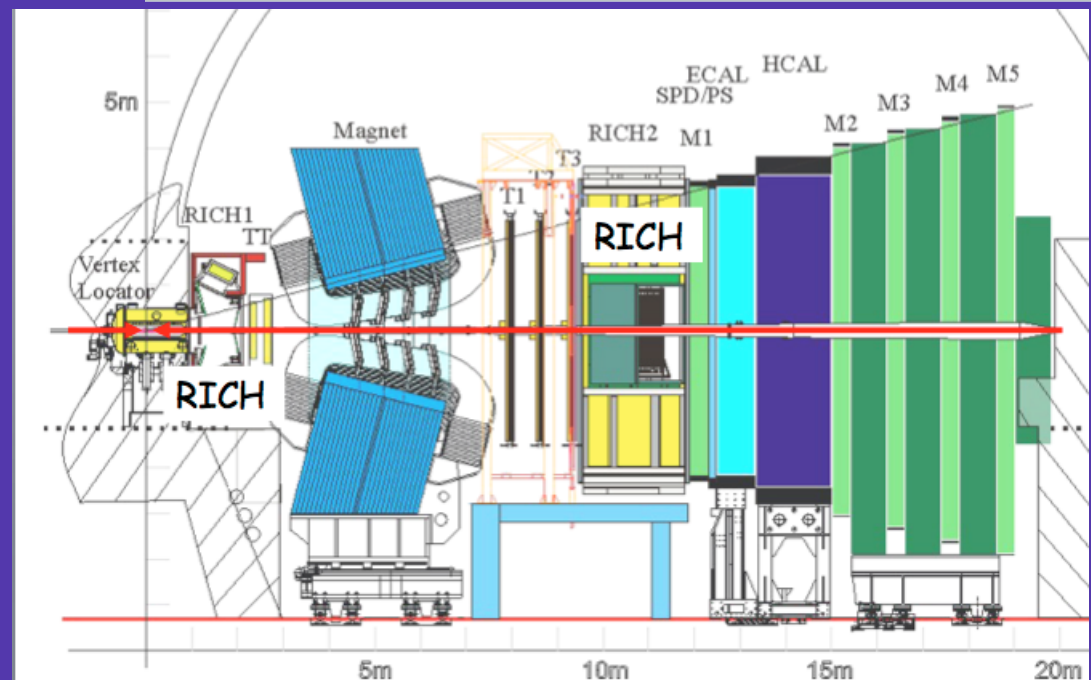 HCAL
ECAL
M5
SPD/PS
M4
5m
M3
Magnet
RICH2
M1
M2
T3
T2
T1
RICH1
TT
RICH
Vertex
Locator
RICH
5m
10m
15m
20m